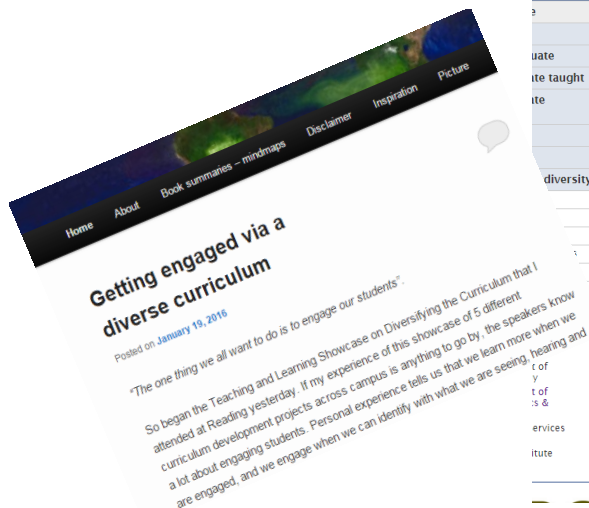 Home About Book summaries – mindmaps Disclaimer Inspiration Picture
Getting engaged via a
diverse curriculum
Posted on January 19, 2016
"The one thing we all want to do is to engage our students".
So began the Teaching and Learning Showcase on Diversifying the Curriculum that I
attended at Reading yesterday. If my experience of this showcase of 5 different
curriculum development projects across campus is anything to go by, the speakers know
a lot about engaging students. Personal experience tells us that we learn more when we
are engaged, and we engage when we can identify with what we are seeing, hearing and
e
uate
ate taught
ate
diversity
s
t of
y
t of
cs &
ervices
itute